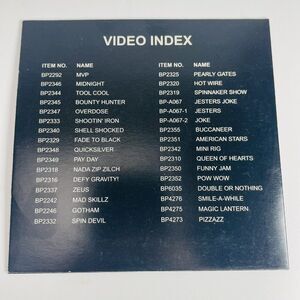 VIDEO INDEX
ITEM NO. NAME
BP2292 MVP
BP2346 MIDNIGHT
BP2344 TOOL COOL
BP2345 BOUNTY HUNTER
BP2347 OVERDOSE
BP2333 SHOOTIN' IRON
BP2340 SHELL SHOCKED
BP2329 FADE TO BLACK
BP2348 QUICKSILVER
BP2349 PAY DAY
BP2318 NADA ZIP ZILCH
BP2316 DEFY GRAVITY!
BP2337 ZEUS
BP2242 MAD SKILLZ
BP2246 GOTHAM
BP2332 SPIN DEVIL
ITEM NO. NAME
BP2325 PEARLY GATES
BP2320 HOT WIRE
BP2319 SPINNAKER SHOW
BP-A067 JESTERS JOKE
BP-A067-1 JESTERS
BP-A067-2 JOKE
BP2355 BUCCANEER
BP2351 AMERICAN STARS
BP2342 MINI RIG
BP2310 QUEEN OF HEARTS
BP2350 FUNNY JAM
BP2352 POW WOW
BP6035 DOUBLE OR NOTHING
BP4276 SMILE-A-WHILE
BP4275 MAGIC LANTERN
BP4273 PIZZAZZ